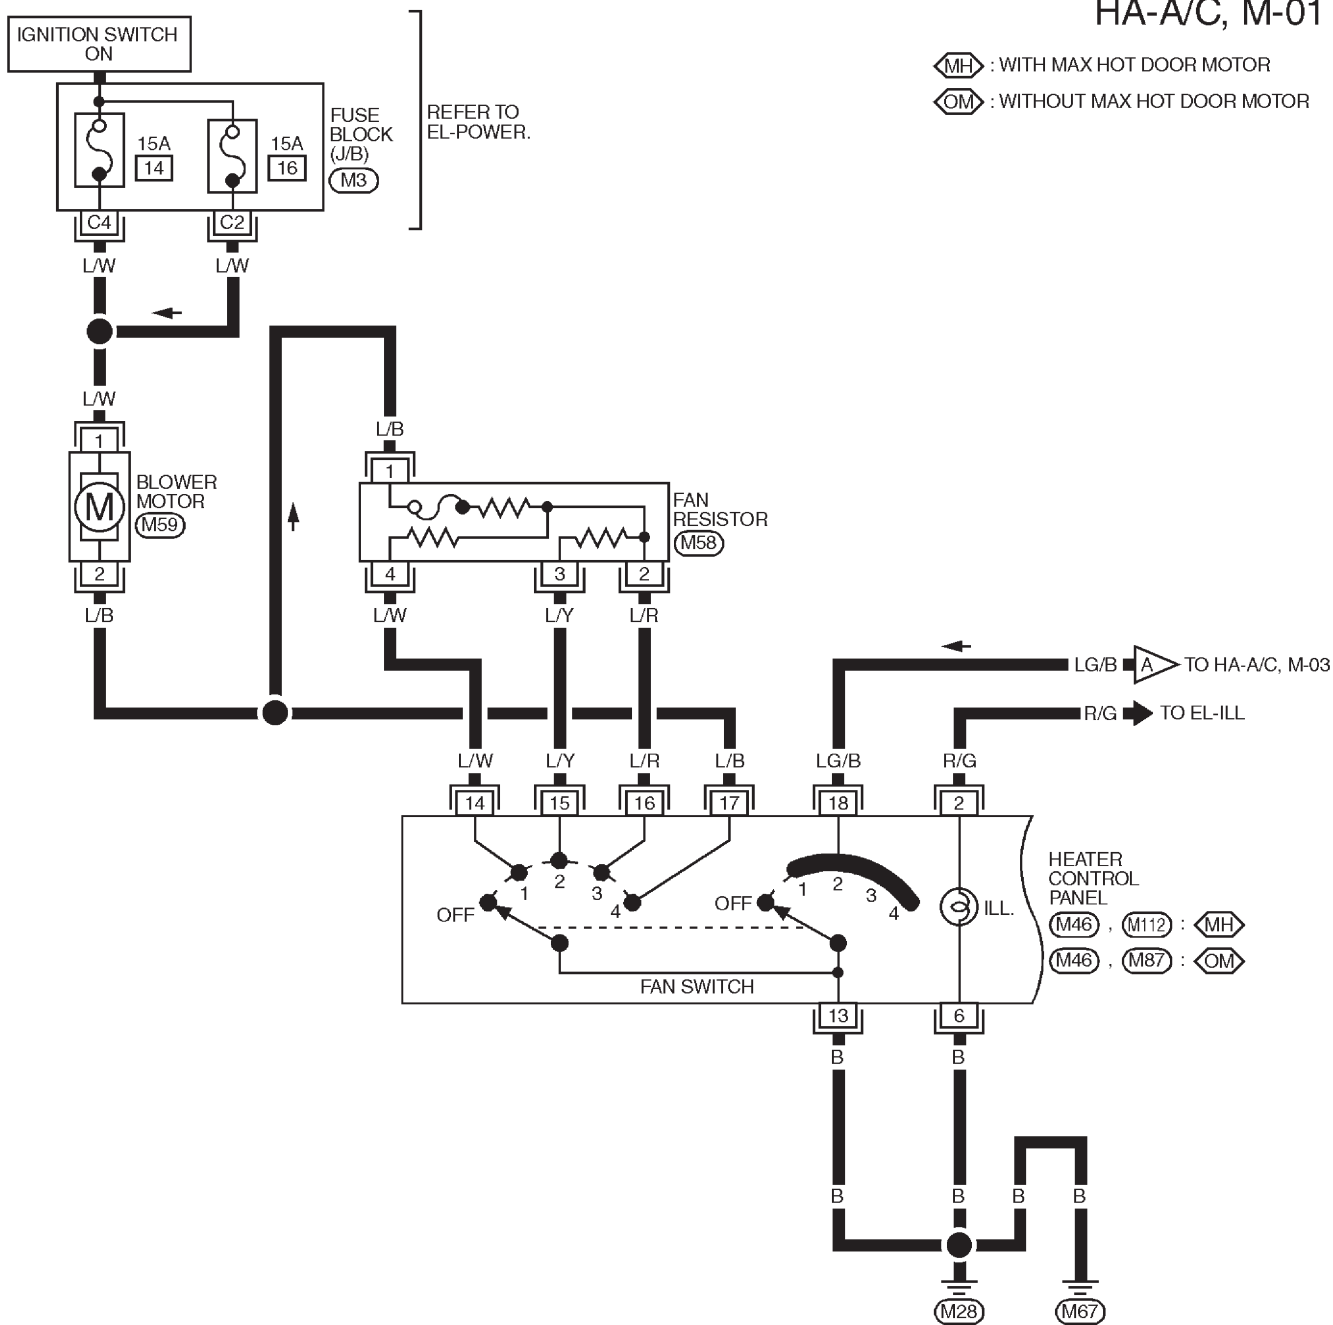 HA-A/C, M-01
IGNITION SWITCH
ON
MH : WITH MAX HOT DOOR MOTOR
OM : WITHOUT MAX HOT DOOR MOTOR
REFER TO
EL-POWER.
FUSE
BLOCK
(J/B)
M3
15A
14
15A
16
C4
C2
L/W
L/W
L/W
L/B
1
BLOWER
MOTOR
M59
M
2
L/B
1
FAN
RESISTOR
M58
4
3
2
L/W
L/Y
L/R
LG/B
A
TO HA-A/C, M-03
R/G
TO EL-ILL
L/W
L/Y
L/R
L/B
LG/B
R/G
14
15
16
17
18
2
OFF
1
2
3
4
OFF
1
2
3
4
ILL.
FAN SWITCH
HEATER
CONTROL
PANEL
M46 , M112 : MH
M46 , M87 : OM
13
6
B
B
B
B
B
B
M28
M67